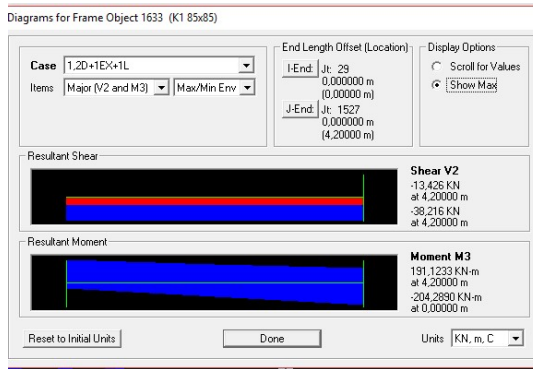 Diagrams for Frame Object 1633 (K1 85x85)
Case 1,2D+1EX+1L
Items Major (V2 and M3) Max/Min Env
End Length Offset (Location)
I-End: Jt: 29
0,000000 m
(0,00000 m)
J-End: Jt: 1527
0,000000 m
(4,20000 m)
Display Options
Scroll for Values
Show Max
Resultant Shear
Shear V2
-13,426 KN
at 4,20000 m
-38,216 KN
at 4,20000 m
Resultant Moment
Moment M3
191,1233 KN-m
at 4,20000 m
-204,2890 KN-m
at 0,00000 m
Reset to Initial Units
Done
Units KN, m, C